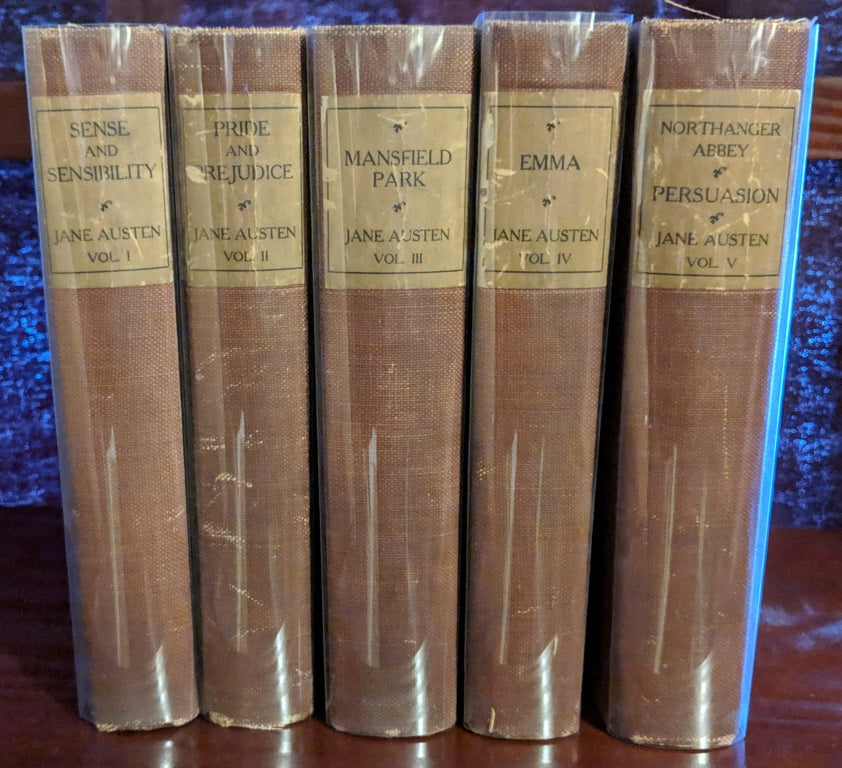 SENSE
AND
SENSIBILITY
JANE AUSTEN
VOL. I
PRIDE
AND
PREJUDICE
JANE AUSTEN
VOL. II
MANSFIELD
PARK
JANE AUSTEN
VOL. III
EMMA
JANE AUSTEN
VOL. IV
NORTHANGER
ABBEY
PERSUASION
JANE AUSTEN
VOL. V